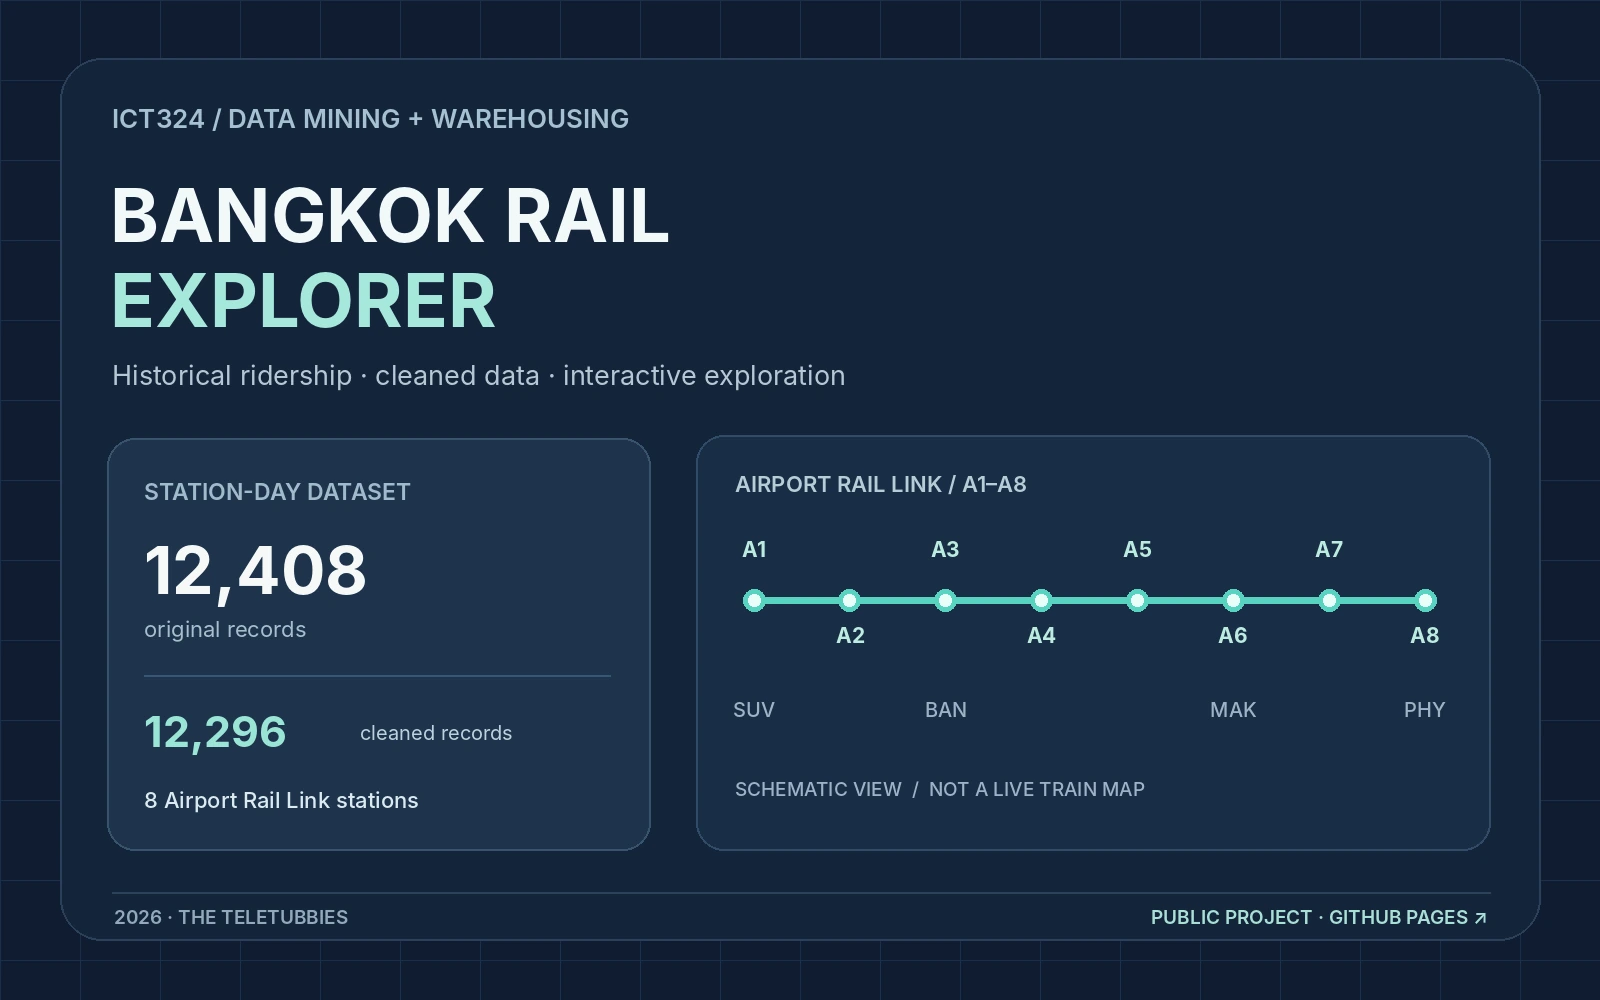 ICT324 / DATA MINING + WAREHOUSING
BANGKOK RAIL
EXPLORER
Historical ridership · cleaned data · interactive exploration
STATION-DAY DATASET
12,408
original records
12,296 cleaned records
8 Airport Rail Link stations
AIRPORT RAIL LINK / A1–A8
A1 A3 A5 A7
A2 A4 A6 A8
SUV BAN MAK PHY
SCHEMATIC VIEW / NOT A LIVE TRAIN MAP
2026 · THE TELETUBBIES
PUBLIC PROJECT · GITHUB PAGES ↗